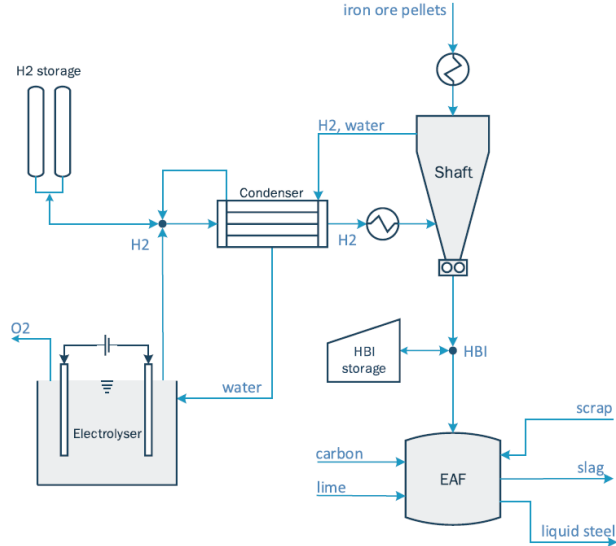 iron ore pellets
H2 storage
H2, water
Shaft
Condenser
H2
H2
O2
HBI
storage
HBI
water
Electrolyser
scrap
carbon
EAF
slag
lime
liquid steel